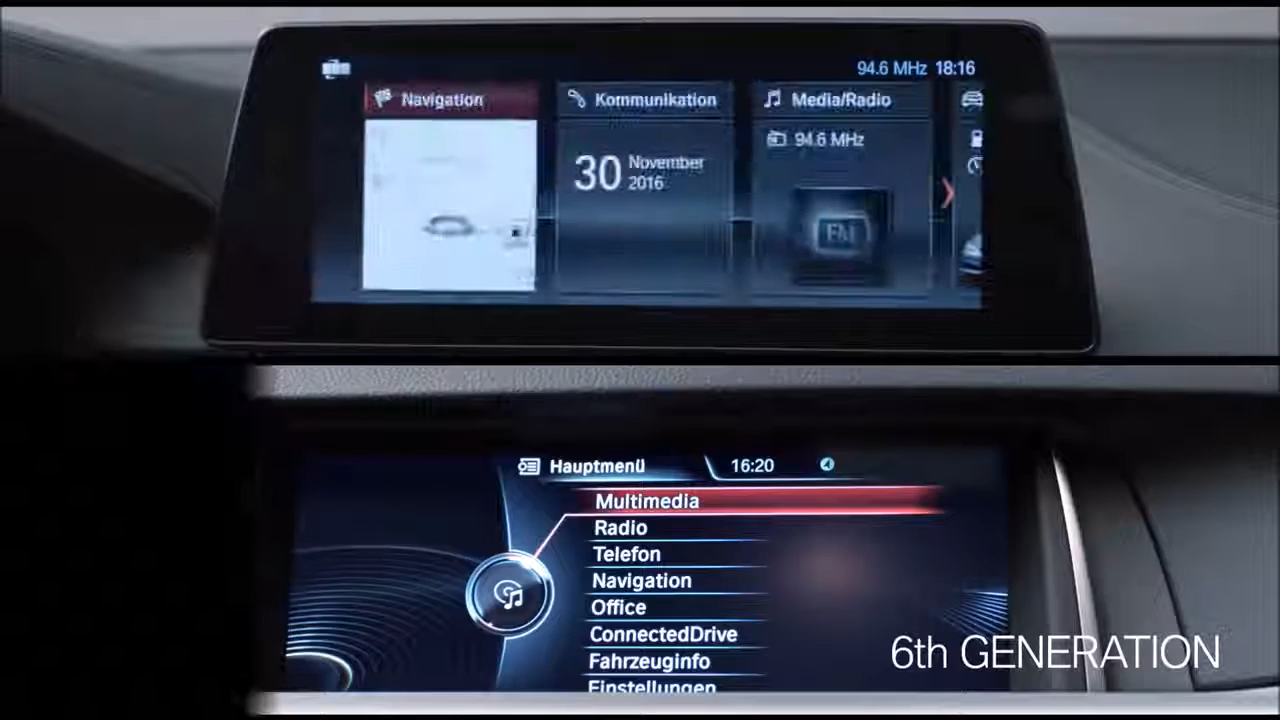 94.6 MHz 18:16
Navigation
Kommunikation
Media/Radio
94.6 MHz
30 November
2016
FM
Hauptmenü
16:20
Multimedia
Radio
Telefon
Navigation
Office
ConnectedDrive
Fahrzeuginfo
Einstellungen
6th GENERATION